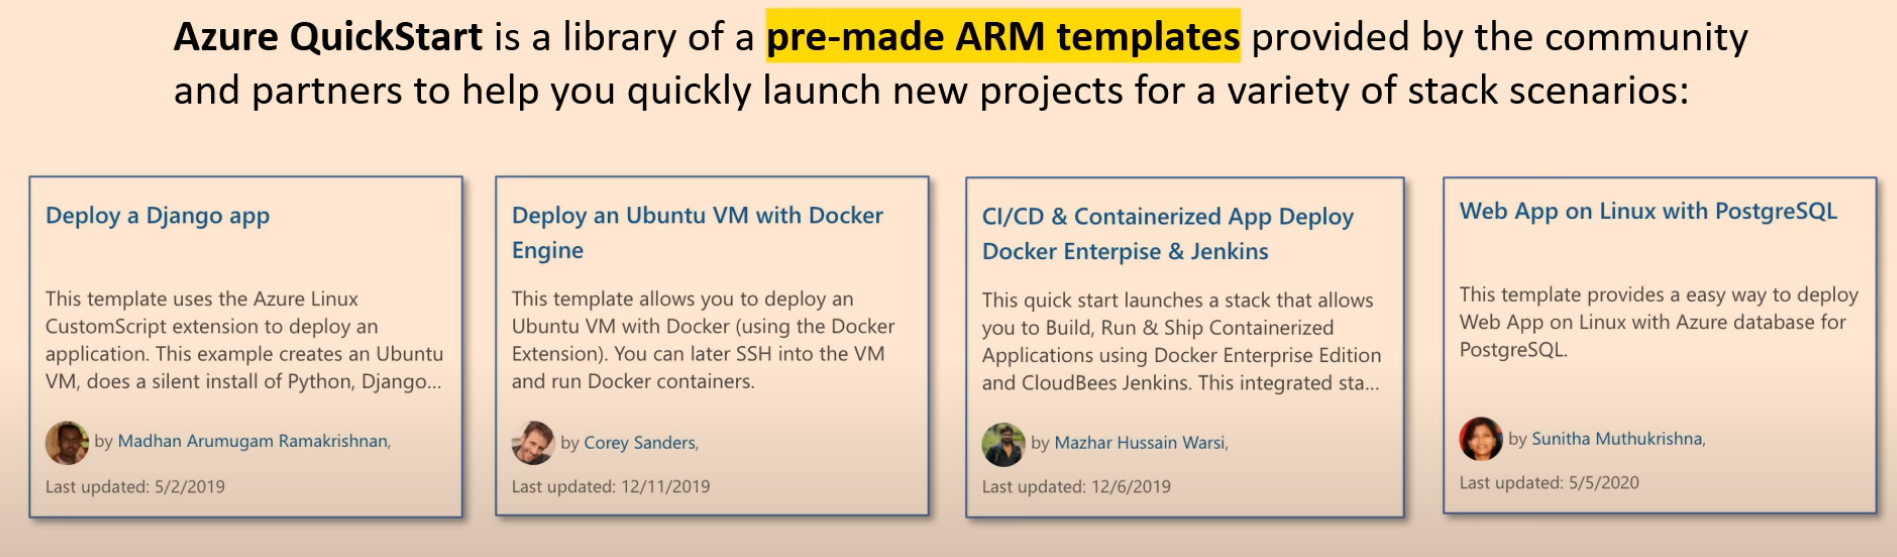 Azure QuickStart is a library of a pre-made ARM templates provided by the community
and partners to help you quickly launch new projects for a variety of stack scenarios:
Deploy a Django app
This template uses the Azure Linux
CustomScript extension to deploy an
application. This example creates an Ubuntu
VM, does a silent install of Python, Django...
by Madhan Arumugam Ramakrishnan,
Last updated: 5/2/2019
Deploy an Ubuntu VM with Docker
Engine
This template allows you to deploy an
Ubuntu VM with Docker (using the Docker
Extension). You can later SSH into the VM
and run Docker containers.
by Corey Sanders,
Last updated: 12/11/2019
CI/CD & Containerized App Deploy
Docker Enterpise & Jenkins
This quick start launches a stack that allows
you to Build, Run & Ship Containerized
Applications using Docker Enterprise Edition
and CloudBees Jenkins. This integrated sta...
by Mazhar Hussain Warsi,
Last updated: 12/6/2019
Web App on Linux with PostgreSQL
This template provides a easy way to deploy
Web App on Linux with Azure database for
PostgreSQL.
by Sunitha Muthukrishna,
Last updated: 5/5/2020